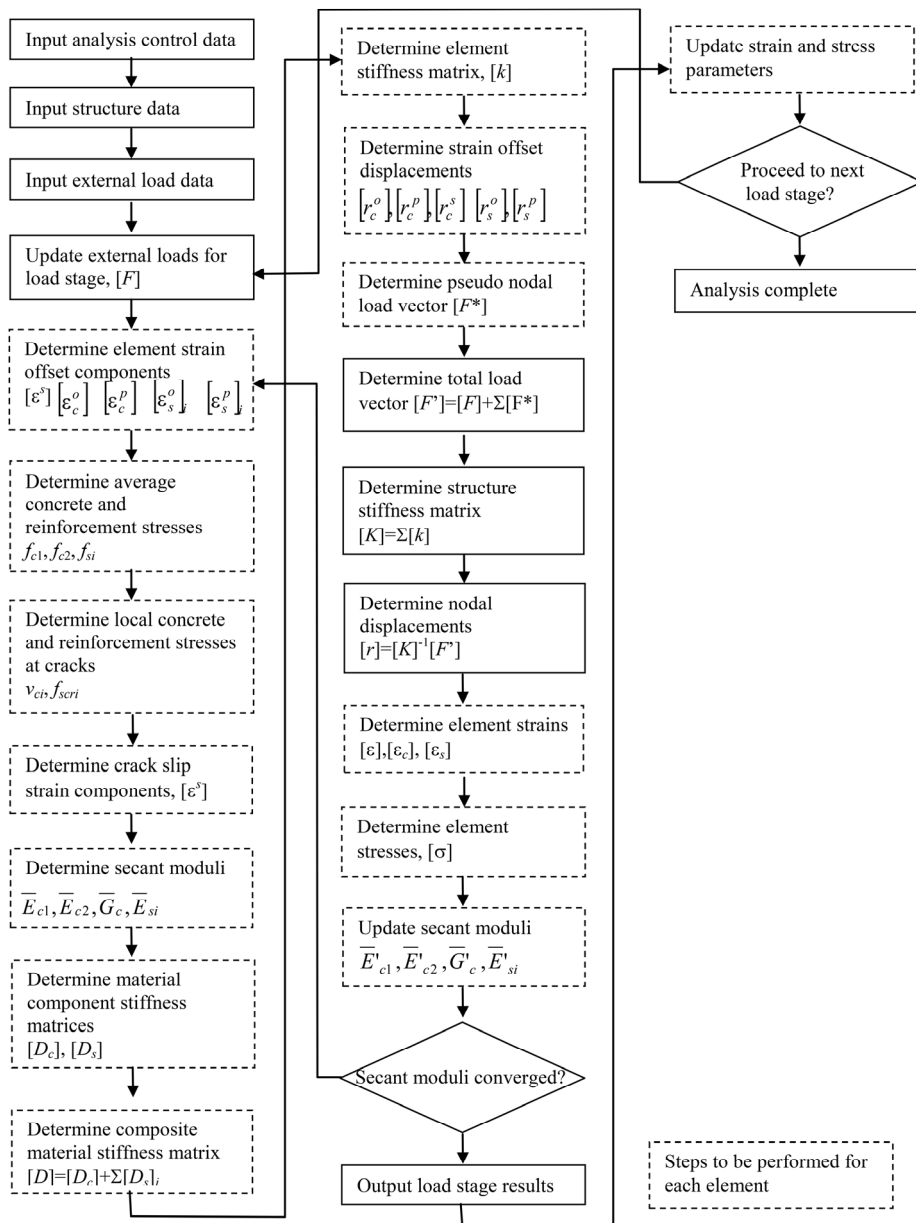 Input analysis control data
Input structure data
Input external load data
Update external loads for
load stage, [F]
Determine element strain
offset components
[εˢ] [ε_c^o] [ε_c^p] [ε_s^o]_i [ε_s^p]_i
Determine average
concrete and
reinforcement stresses
f_c1, f_c2, f_si
Determine local concrete
and reinforcement stresses
at cracks
v_ci, f_scri
Determine crack slip
strain components, [εˢ]
Determine secant moduli
E̅_c1, E̅_c2, G̅_c, E̅_si
Determine material
component stiffness
matrices
[D_c], [D_s]
Determine composite
material stiffness matrix
[D]=[D_c]+Σ[D_s]_i
Determine element
stiffness matrix, [k]
Determine strain offset
displacements
[r_c^o],[r_c^p],[r_c^s] [r_s^o],[r_s^p]
Determine pseudo nodal
load vector [F*]
Determine total load
vector [F’]=[F]+Σ[F*]
Determine structure
stiffness matrix
[K]=Σ[k]
Determine nodal
displacements
[r]=[K]⁻¹[F’]
Determine element strains
[ε],[ε_c], [ε_s]
Determine element
stresses, [σ]
Update secant moduli
E̅'_c1, E̅'_c2, G̅'_c, E̅'_si
Secant moduli converged?
Output load stage results
Update strain and stress
parameters
Proceed to next
load stage?
Analysis complete
Steps to be performed for
each element